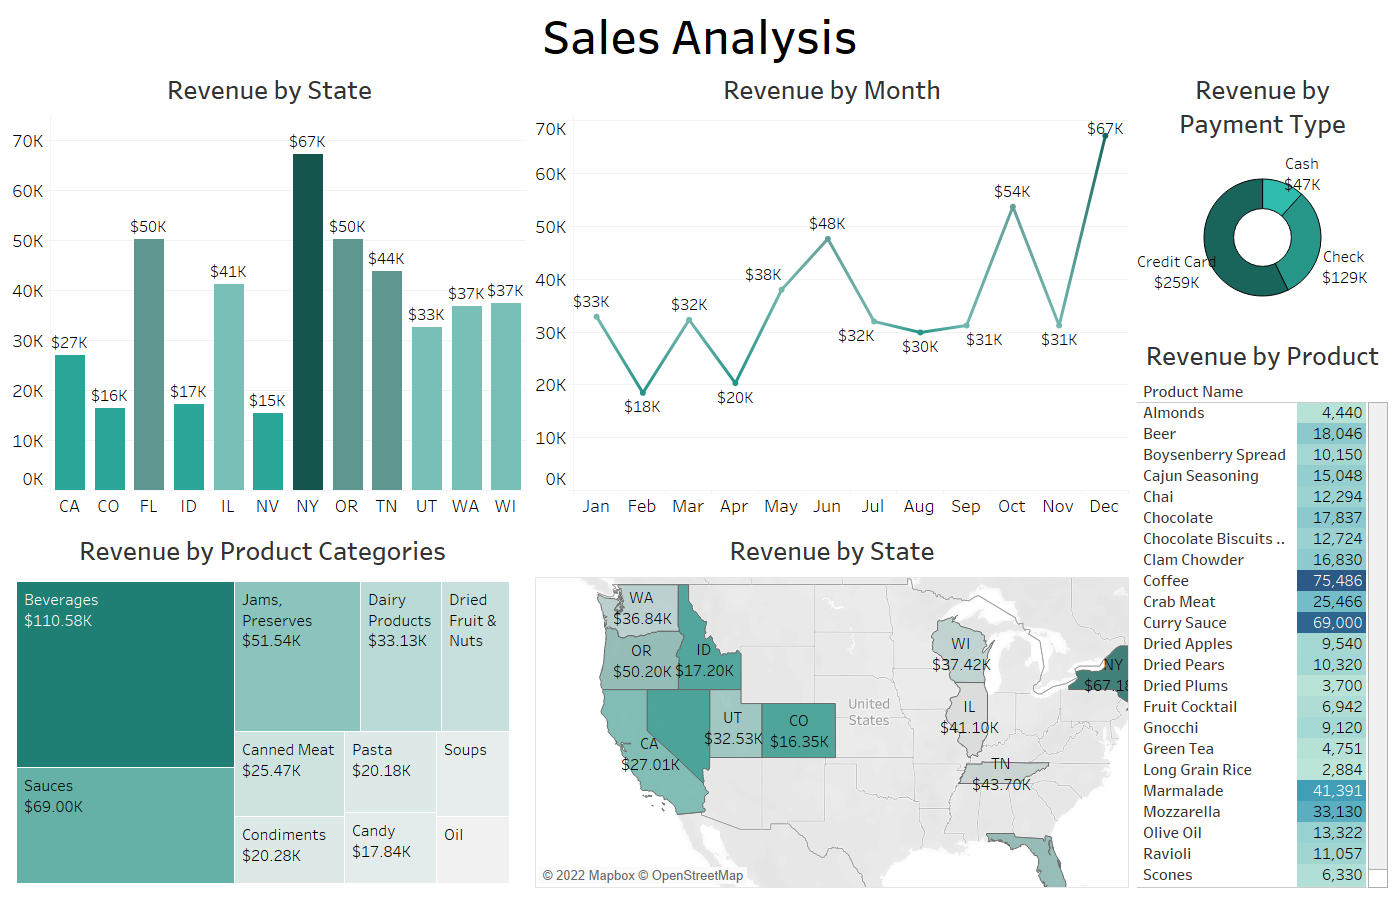 Sales Analysis
Revenue by State
70K
60K
50K
40K
30K
20K
10K
0K
$27K
$16K
$50K
$17K
$41K
$15K
$67K
$50K
$44K
$33K
$37K
$37K
CA CO FL ID IL NV NY OR TN UT WA WI
Revenue by Month
70K
60K
50K
40K
30K
20K
10K
0K
$33K
$18K
$32K
$20K
$38K
$48K
$32K
$30K
$31K
$54K
$31K
$67K
Jan Feb Mar Apr May Jun Jul Aug Sep Oct Nov Dec
Revenue by
Payment Type
Cash
$47K
Check
$129K
Credit Card
$259K
Revenue by Product Categories
Beverages
$110.58K
Sauces
$69.00K
Jams,
Preserves
$51.54K
Dairy
Products
$33.13K
Dried
Fruit &
Nuts
Canned Meat
$25.47K
Condiments
$20.28K
Pasta
$20.18K
Candy
$17.84K
Soups
Oil
Revenue by State
WA
$36.84K
OR
$50.20K
ID
$17.20K
CA
$27.01K
UT
$32.53K
CO
$16.35K
United
States
WI
$37.42K
IL
$41.10K
TN
$43.70K
NY
$67.18
© 2022 Mapbox © OpenStreetMap
Revenue by Product
Product Name
Almonds 4,440
Beer 18,046
Boysenberry Spread 10,150
Cajun Seasoning 15,048
Chai 12,294
Chocolate 17,837
Chocolate Biscuits .. 12,724
Clam Chowder 16,830
Coffee 75,486
Crab Meat 25,466
Curry Sauce 69,000
Dried Apples 9,540
Dried Pears 10,320
Dried Plums 3,700
Fruit Cocktail 6,942
Gnocchi 9,120
Green Tea 4,751
Long Grain Rice 2,884
Marmalade 41,391
Mozzarella 33,130
Olive Oil 13,322
Ravioli 11,057
Scones 6,330